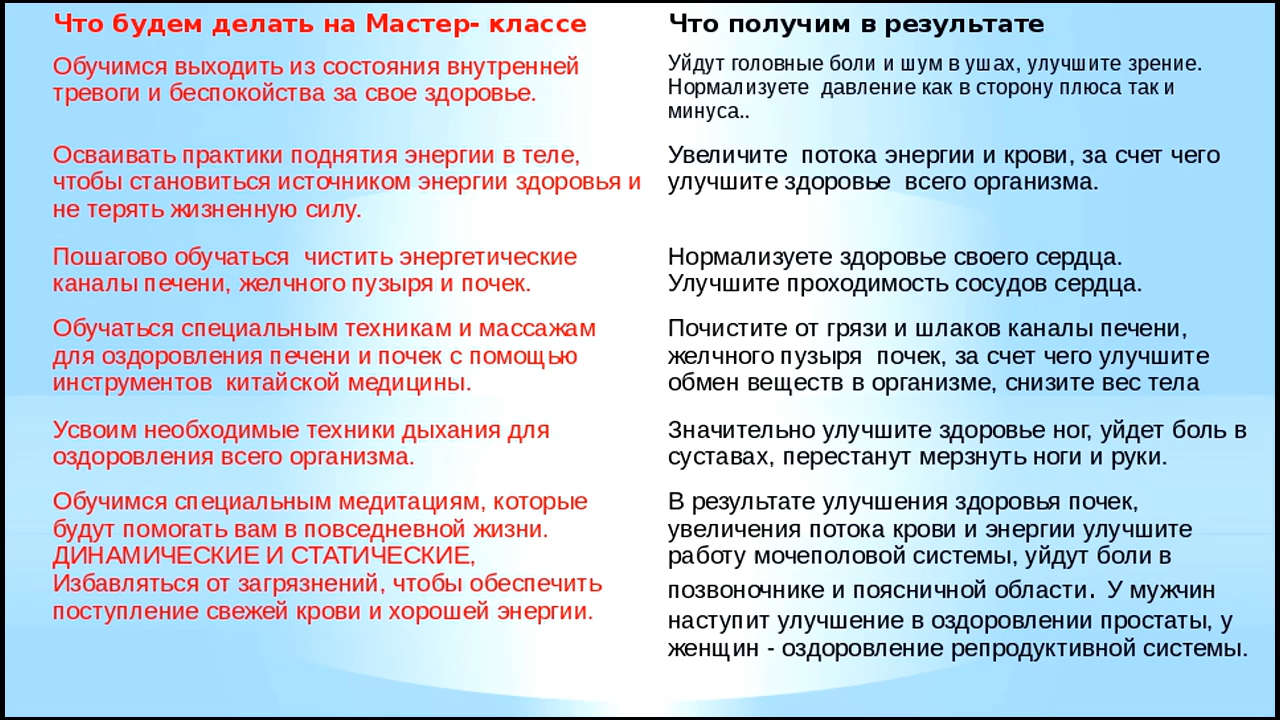 Что будем делать на Мастер- классе
Обучимся выходить из состояния внутренней
тревоги и беспокойства за свое здоровье.
Осваивать практики поднятия энергии в теле,
чтобы становиться источником энергии здоровья и
не терять жизненную силу.
Пошагово обучаться  чистить энергетические
каналы печени, желчного пузыря и почек.
Обучаться специальным техникам и массажам
для оздоровления печени и почек с помощью
инструментов  китайской медицины.
Усвоим необходимые техники дыхания для
оздоровления всего организма.
Обучимся специальным медитациям, которые
будут помогать вам в повседневной жизни.
ДИНАМИЧЕСКИЕ И СТАТИЧЕСКИЕ,
Избавляться от загрязнений, чтобы обеспечить
поступление свежей крови и хорошей энергии.
Что получим в результате
Уйдут головные боли и шум в ушах, улучшите зрение.
Нормализуете  давление как в сторону плюса так и
минуса..
Увеличите  потока энергии и крови, за счет чего
улучшите здоровье  всего организма.
Нормализуете здоровье своего сердца.
Улучшите проходимость сосудов сердца.
Почистите от грязи и шлаков каналы печени,
желчного пузыря  почек, за счет чего улучшите
обмен веществ в организме, снизите вес тела
Значительно улучшите здоровье ног, уйдет боль в
суставах, перестанут мерзнуть ноги и руки.
В результате улучшения здоровья почек,
увеличения потока крови и энергии улучшите
работу мочеполовой системы, уйдут боли в
позвоночнике и поясничной области. У мужчин
наступит улучшение в оздоровлении простаты, у
женщин - оздоровление репродуктивной системы.